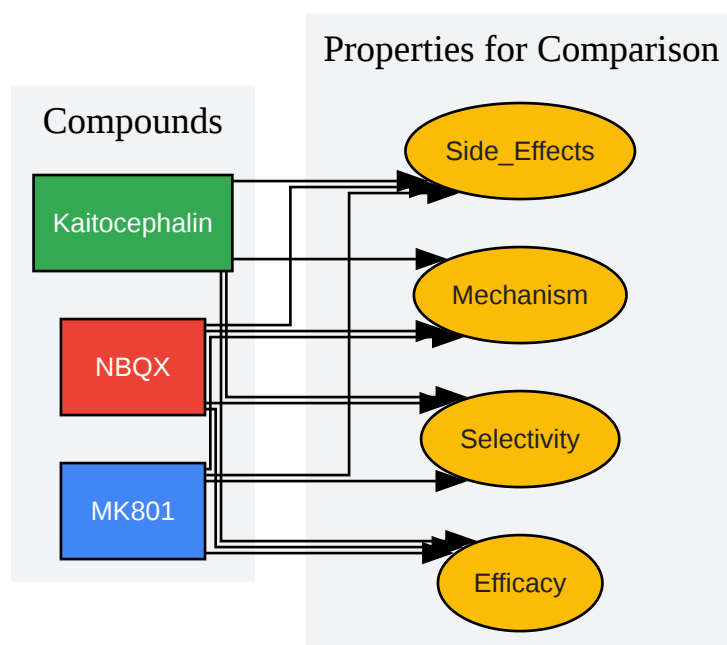 Properties for Comparison
Compounds
Side_Effects
Kaitocephalin
Mechanism
NBQX
Selectivity
MK801
Efficacy